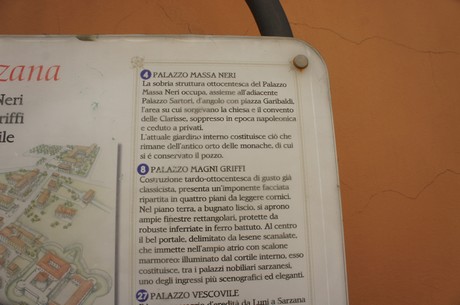 zana
Neri
riffi
ile
4 PALAZZO MASSA NERI
La sobria struttura ottocentesca del Palazzo
Massa Neri occupa, assieme all'adiacente
Palazzo Sartori, d'angolo con piazza Garibaldi,
l'area su cui sorgevano la chiesa e il convento
delle Clarisse, soppresso in epoca napoleonica
e ceduto a privati.
L'attuale giardino interno costituisce ciò che
rimane dell'antico orto delle monache, di cui
si è conservato il pozzo.
8 PALAZZO MAGNI GRIFFI
Costruzione tardo-ottocentesca di gusto già
classicista, presenta un'imponente facciata
ripartita in quattro piani da leggere cornici.
Nel piano terra, a bugnato liscio, si aprono
ampie finestre rettangolari, protette da
robuste inferriate in ferro battuto. Al centro
il bel portale, delimitato da lesene scanalate,
che immette nell'ampio atrio con scalone
marmoreo: illuminato dal cortile interno, esso
costituisce, tra i palazzi nobiliari sarzanesi,
uno degli ingressi più scenografici ed eleganti.
27 PALAZZO VESCOVILE
eredità da Luni a Sarzana